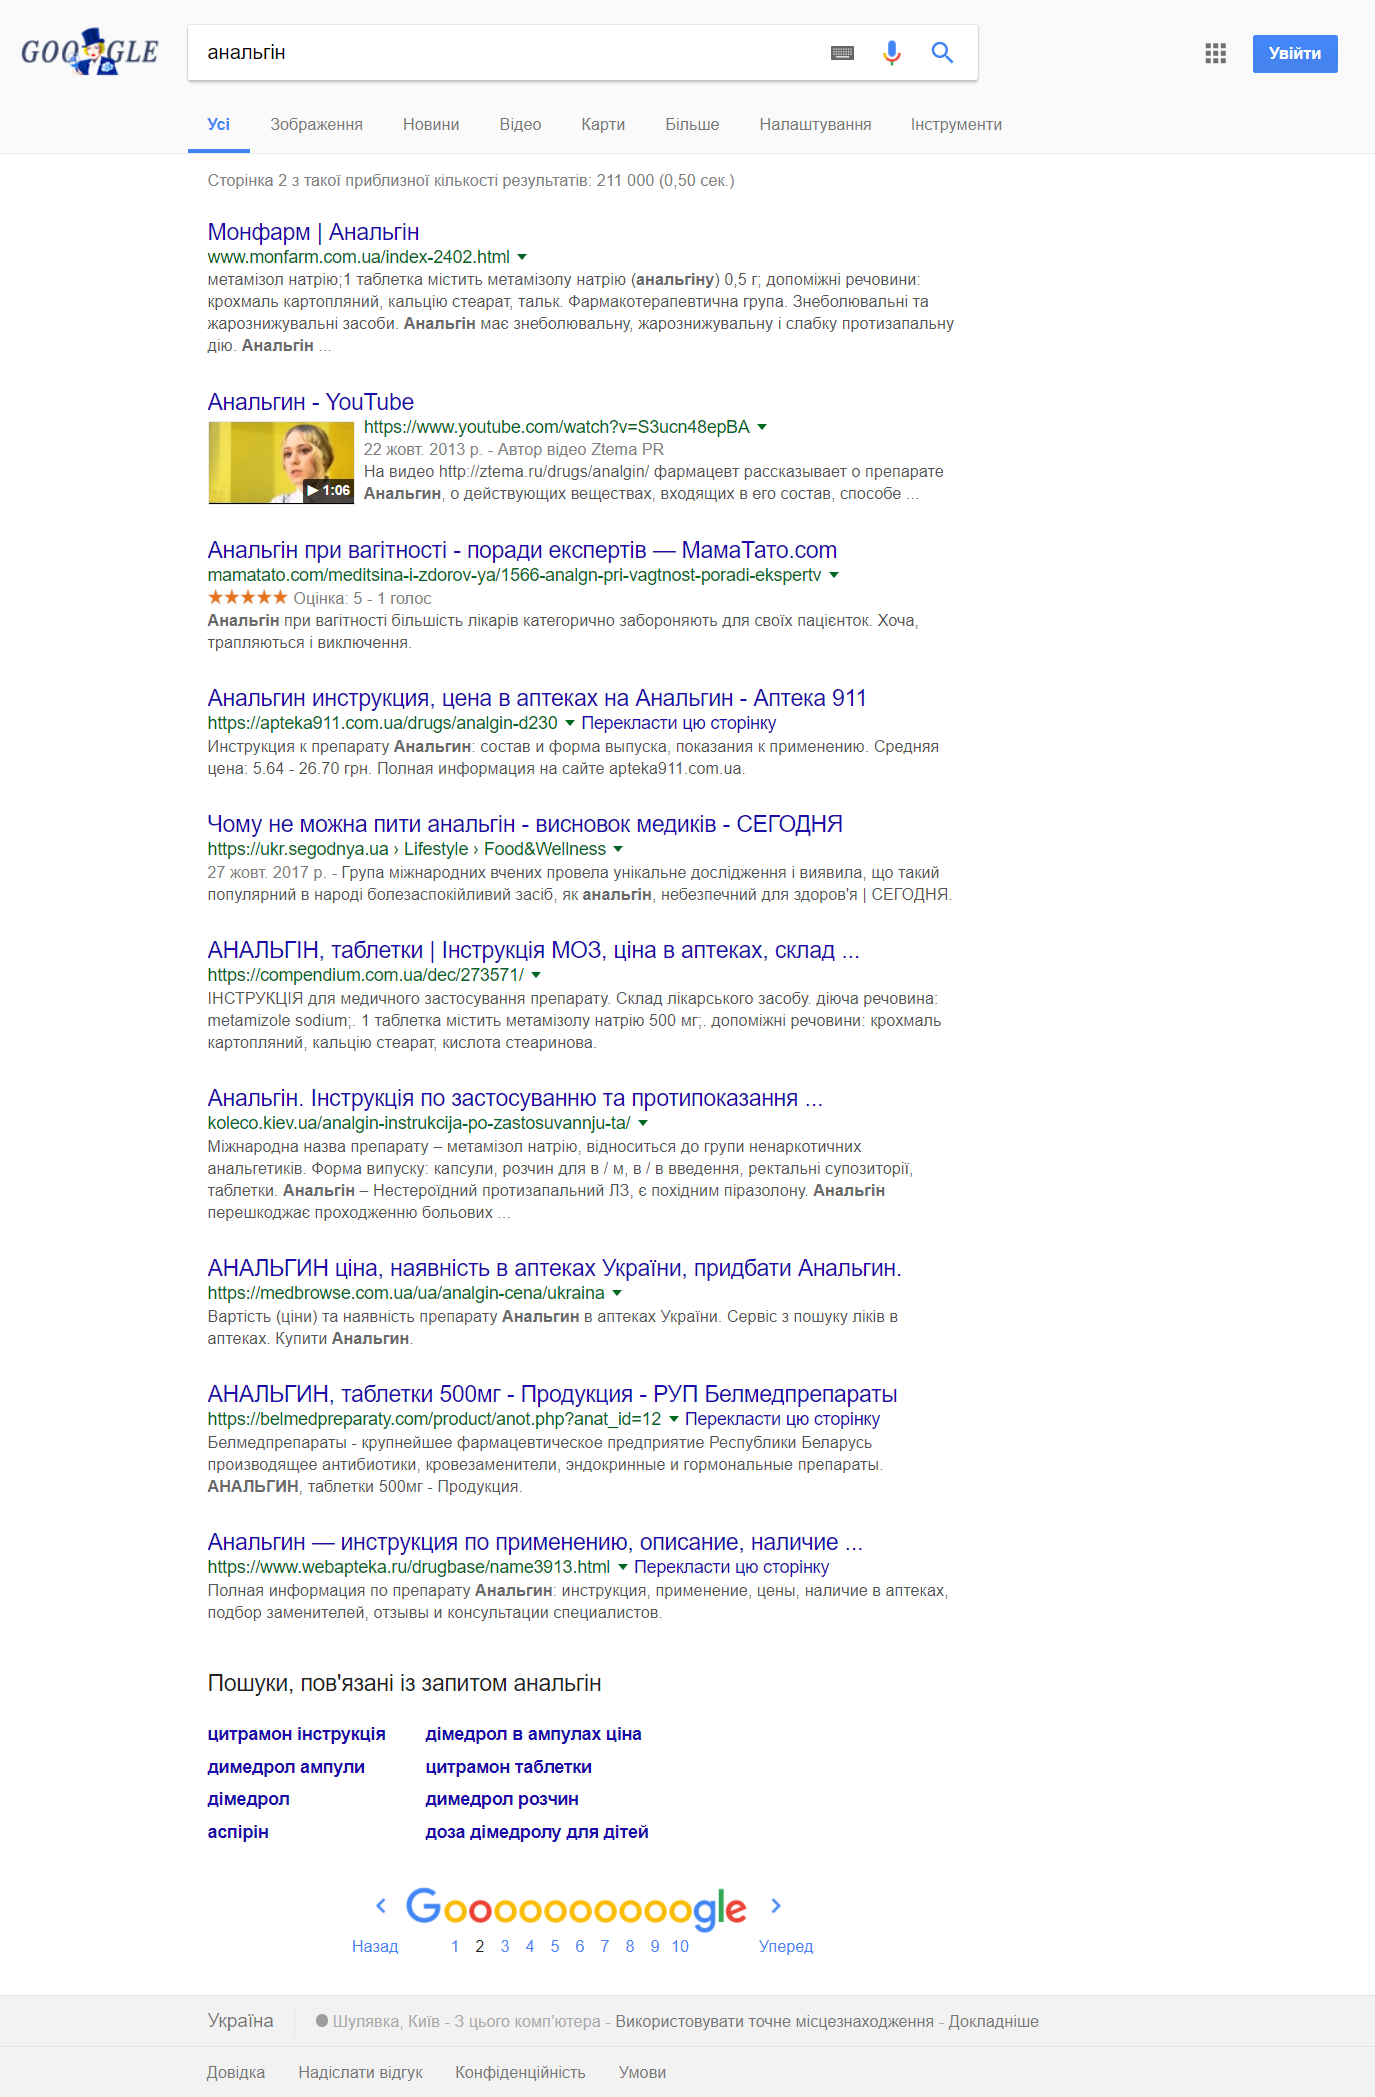 GOOGLE
анальгін
Увійти
Усі Зображення Новини Відео Карти Більше Налаштування Інструменти
Сторінка 2 з такої приблизної кількості результатів: 211 000 (0,50 сек.)
Монфарм | Анальгін
www.monfarm.com.ua/index-2402.html
метамізол натрію;1 таблетка містить метамізолу натрію (анальгіну) 0,5 г; допоміжні речовини:
крохмаль картопляний, кальцію стеарат, тальк. Фармакотерапевтична група. Знеболювальні та
жарознижувальні засоби. Анальгін має знеболювальну, жарознижувальну і слабку протизапальну
дію. Анальгін ...
Анальгин - YouTube
https://www.youtube.com/watch?v=S3ucn48epBA
22 жовт. 2013 р. - Автор відео Ztema PR
На видео http://ztema.ru/drugs/analgin/ фармацевт рассказывает о препарате
Анальгин, о действующих веществах, входящих в его состав, способе ...
1:06
Анальгін при вагітності - поради експертів — МамаТато.com
mamatato.com/meditsina-i-zdorov-ya/1566-analgn-pri-vagtnost-poradi-ekspertv
Оцінка: 5 - 1 голос
Анальгін при вагітності більшість лікарів категорично забороняють для своїх пацієнток. Хоча,
трапляються і виключення.
Анальгин инструкция, цена в аптеках на Анальгин - Аптека 911
https://apteka911.com.ua/drugs/analgin-d230 Перекласти цю сторінку
Инструкция к препарату Анальгин: состав и форма выпуска, показания к применению. Средняя
цена: 5.64 - 26.70 грн. Полная информация на сайте apteka911.com.ua.
Чому не можна пити анальгін - висновок медиків - СЕГОДНЯ
https://ukr.segodnya.ua › Lifestyle › Food&Wellness
27 жовт. 2017 р. - Група міжнародних вчених провела унікальне дослідження і виявила, що такий
популярний в народі болезаспокійливий засіб, як анальгін, небезпечний для здоров'я | СЕГОДНЯ.
АНАЛЬГІН, таблетки | Інструкція МОЗ, ціна в аптеках, склад ...
https://compendium.com.ua/dec/273571/
ІНСТРУКЦІЯ для медичного застосування препарату. Склад лікарського засобу. діюча речовина:
metamizole sodium;. 1 таблетка містить метамізолу натрію 500 мг;. допоміжні речовини: крохмаль
картопляний, кальцію стеарат, кислота стеаринова.
Анальгін. Інструкція по застосуванню та протипоказання ...
koleco.kiev.ua/analgin-instrukcija-po-zastosuvannju-ta/
Міжнародна назва препарату – метамізол натрію, відноситься до групи ненаркотичних
анальгетиків. Форма випуску: капсули, розчин для в / м, в / в введення, ректальні супозиторії,
таблетки. Анальгін – Нестероїдний протизапальний ЛЗ, є похідним піразолону. Анальгін
перешкоджає проходженню больових ...
АНАЛЬГИН ціна, наявність в аптеках України, придбати Анальгин.
https://medbrowse.com.ua/ua/analgin-cena/ukraina
Вартість (ціни) та наявність препарату Анальгин в аптеках України. Сервіс з пошуку ліків в
аптеках. Купити Анальгин.
АНАЛЬГИН, таблетки 500мг - Продукция - РУП Белмедпрепараты
https://belmedpreparaty.com/product/anot.php?anat_id=12 Перекласти цю сторінку
Белмедпрепараты - крупнейшее фармацевтическое предприятие Республики Беларусь
производящее антибиотики, кровезаменители, эндокринные и гормональные препараты.
АНАЛЬГИН, таблетки 500мг - Продукция.
Анальгин — инструкция по применению, описание, наличие ...
https://www.webapteka.ru/drugbase/name3913.html Перекласти цю сторінку
Полная информация по препарату Анальгин: инструкция, применение, цены, наличие в аптеках,
подбор заменителей, отзывы и консультации специалистов.
Пошуки, пов'язані із запитом анальгін
цитрамон інструкція дімедрол в ампулах ціна
димедрол ампули цитрамон таблетки
дімедрол димедрол розчин
аспірін доза дімедролу для дітей
Goooooooooogle
Назад 1 2 3 4 5 6 7 8 9 10 Уперед
Україна Шулявка, Київ - З цього комп’ютера - Використовувати точне місцезнаходження - Докладніше
Довідка Надіслати відгук Конфіденційність Умови